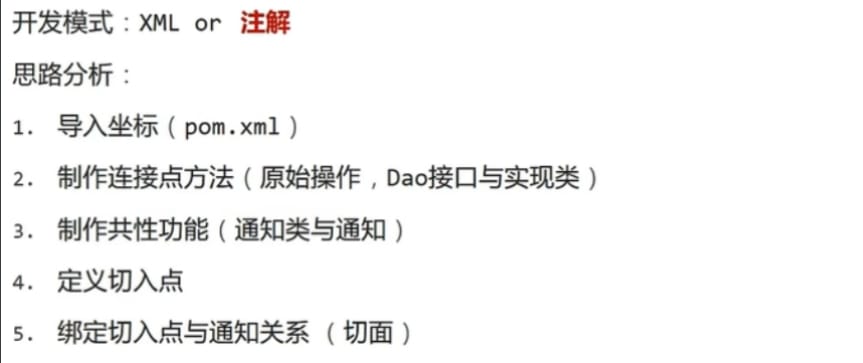 开发模式：XML or 注解
思路分析：
1. 导入坐标（pom.xml）
2. 制作连接点方法（原始操作，Dao接口与实现类）
3. 制作共性功能（通知类与通知）
4. 定义切入点
5. 绑定切入点与通知关系（切面）